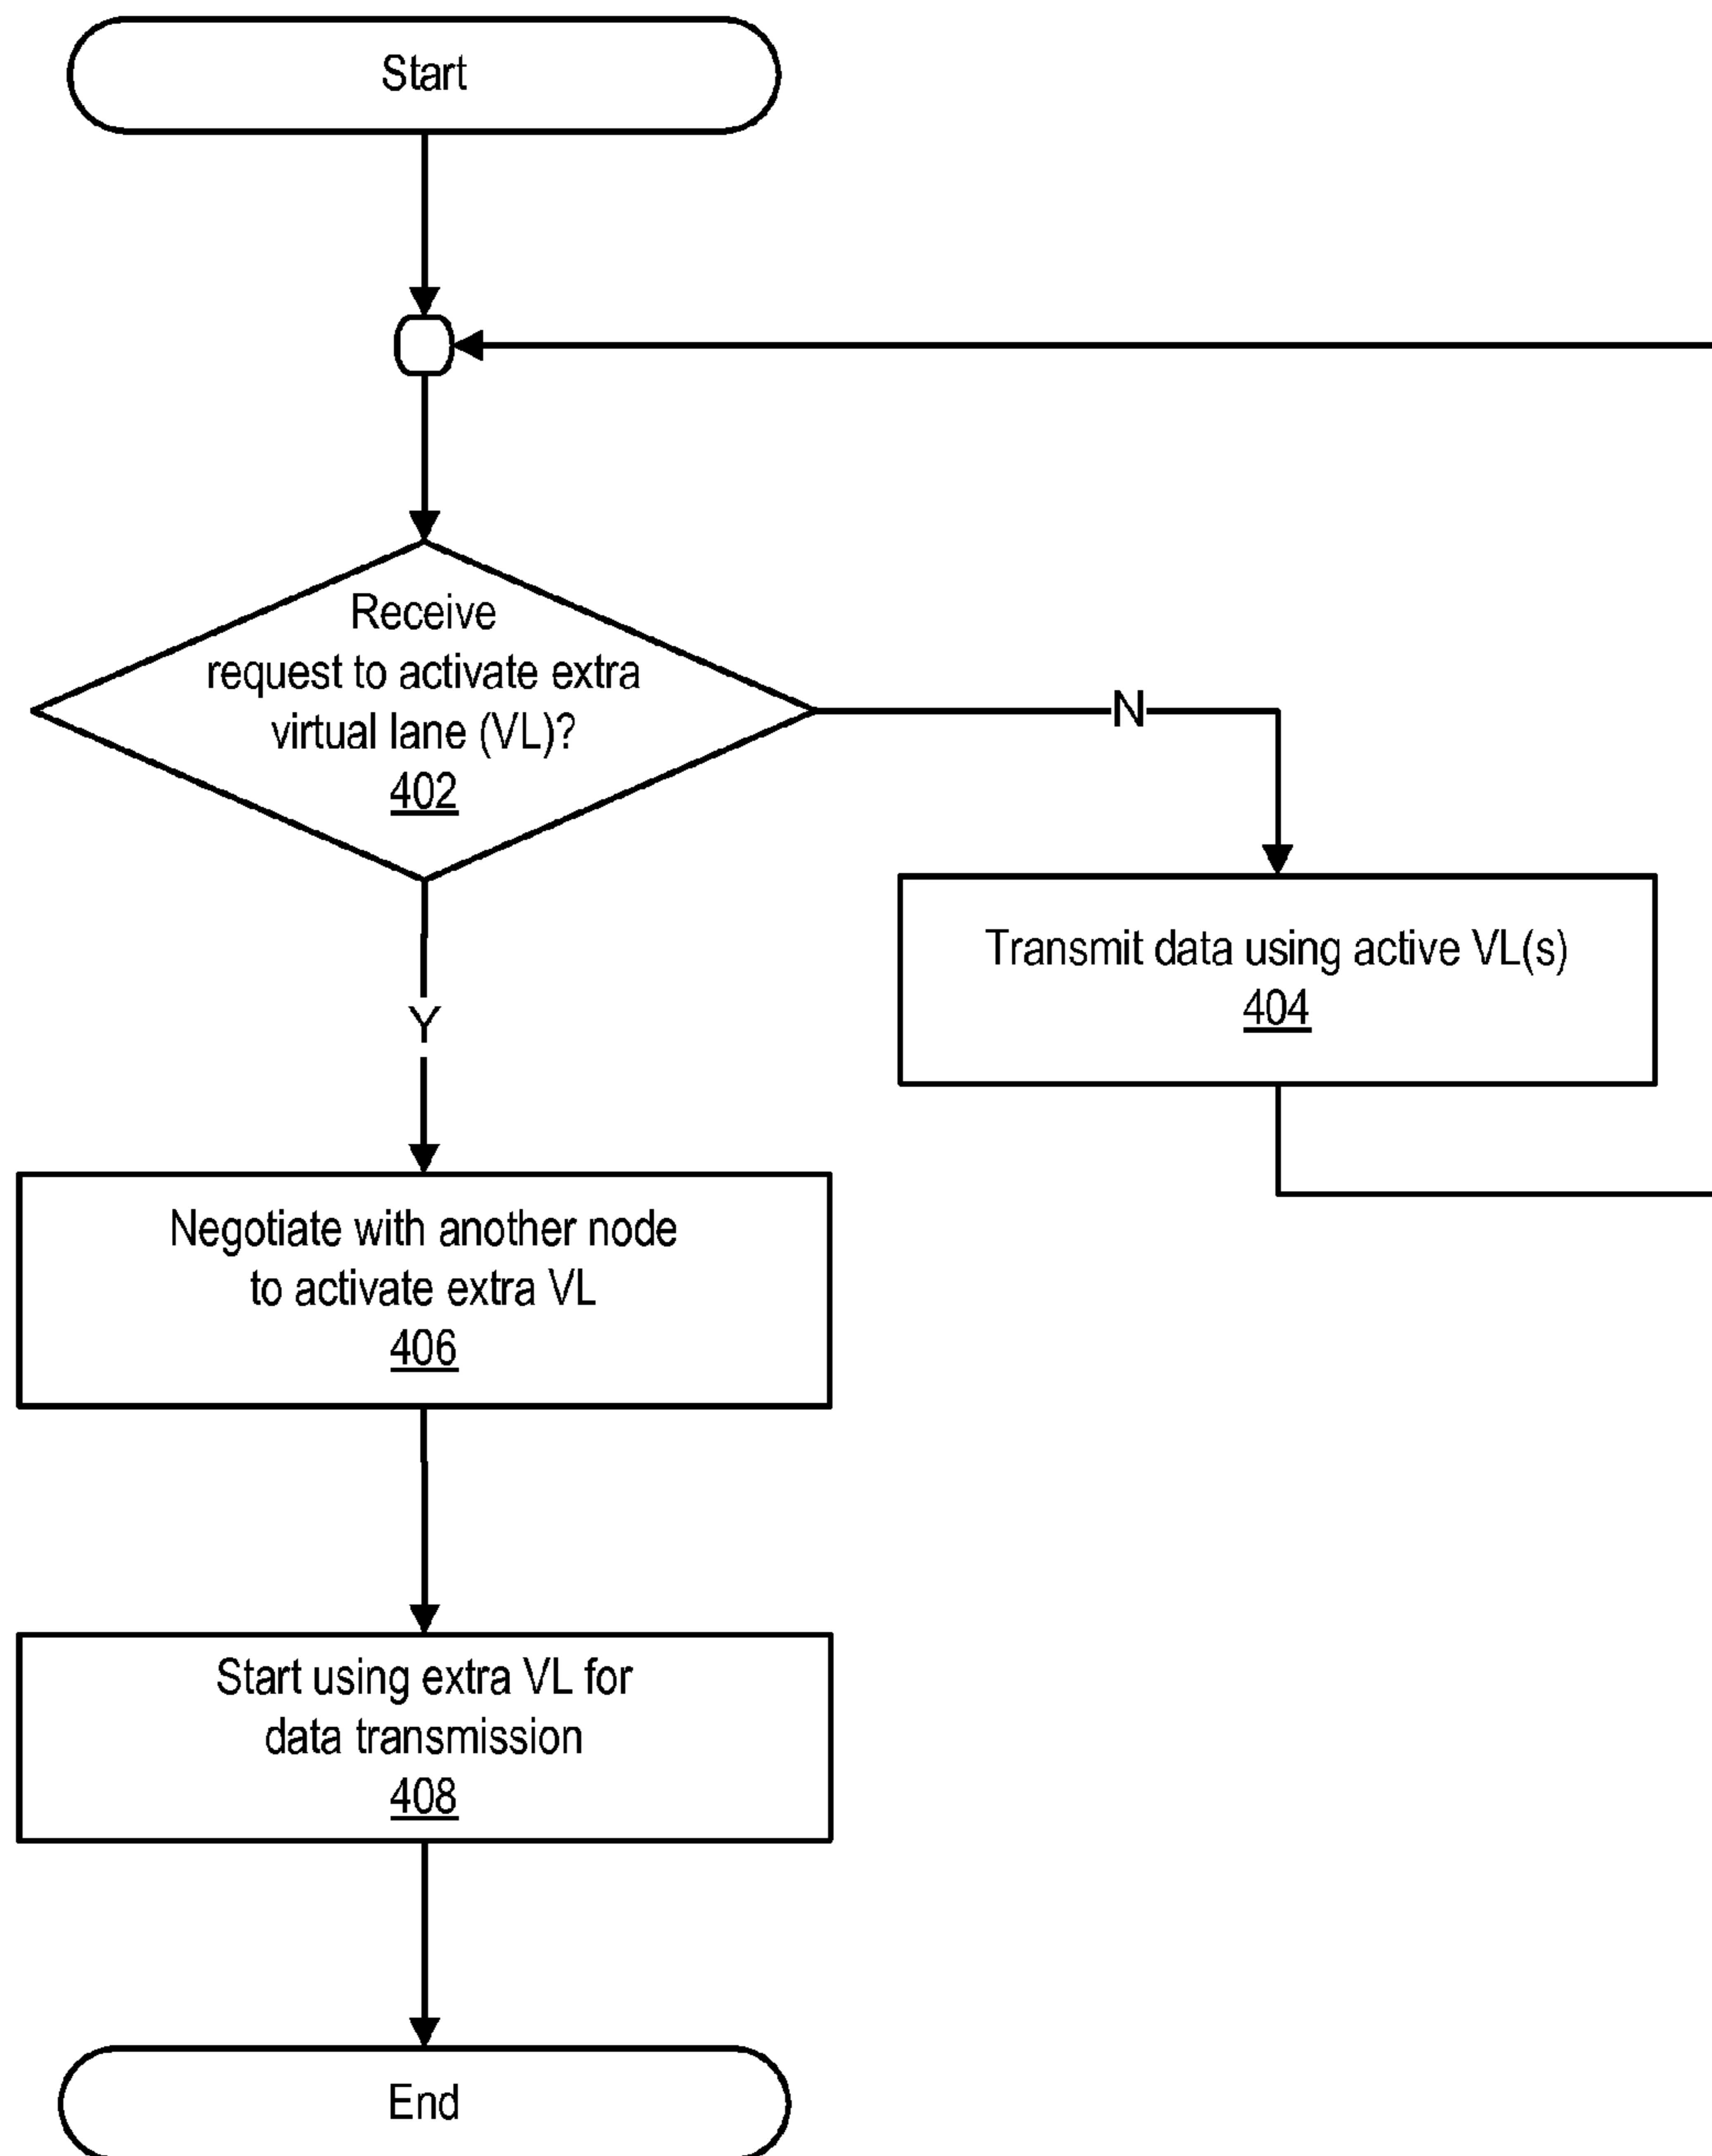 Start
Receive
request to activate extra
virtual lane (VL)?
402
N
Transmit data using active VL(s)
404
Y
Negotiate with another node
to activate extra VL
406
Start using extra VL for
data transmission
408
End